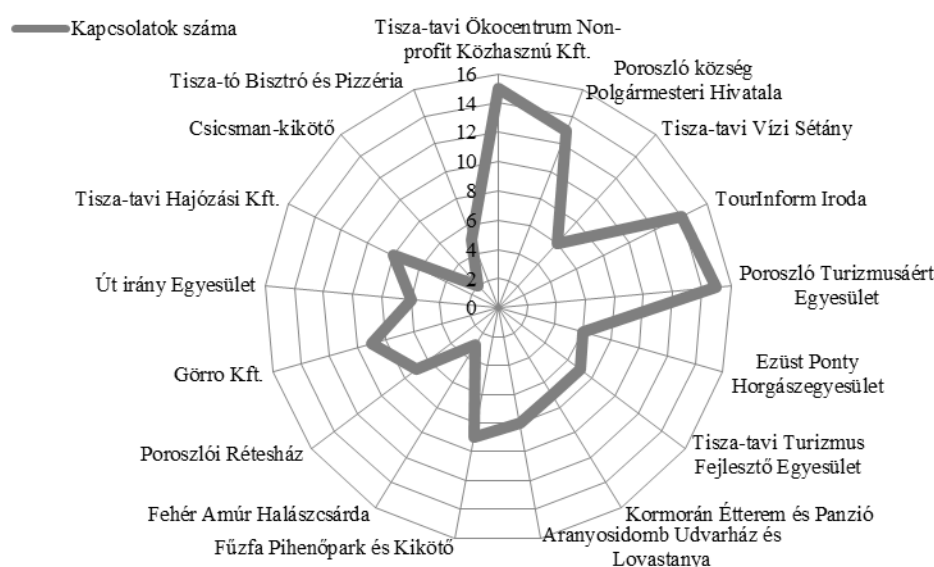 Kapcsolatok száma
Tisza-tavi Ökocentrum Non-
profit Közhasznú Kft.
Poroszló község
Polgármesteri Hivatala
Tisza-tavi Vízi Sétány
TourInform Iroda
Poroszló Turizmusáért
Egyesület
Ezüst Ponty
Horgászegyesület
Tisza-tavi Turizmus
Fejlesztő Egyesület
Kormorán Étterem és Panzió
Aranyosidomb Udvarház és
Lovastanya
Fűzfa Pihenőpark és Kikötő
Fehér Amúr Halászcsárda
Poroszlói Rétesház
Görro Kft.
Út irány Egyesület
Tisza-tavi Hajózási Kft.
Csicsman-kikötő
Tisza-tó Bisztró és Pizzéria
16
14
12
10
8
6
4
2
0